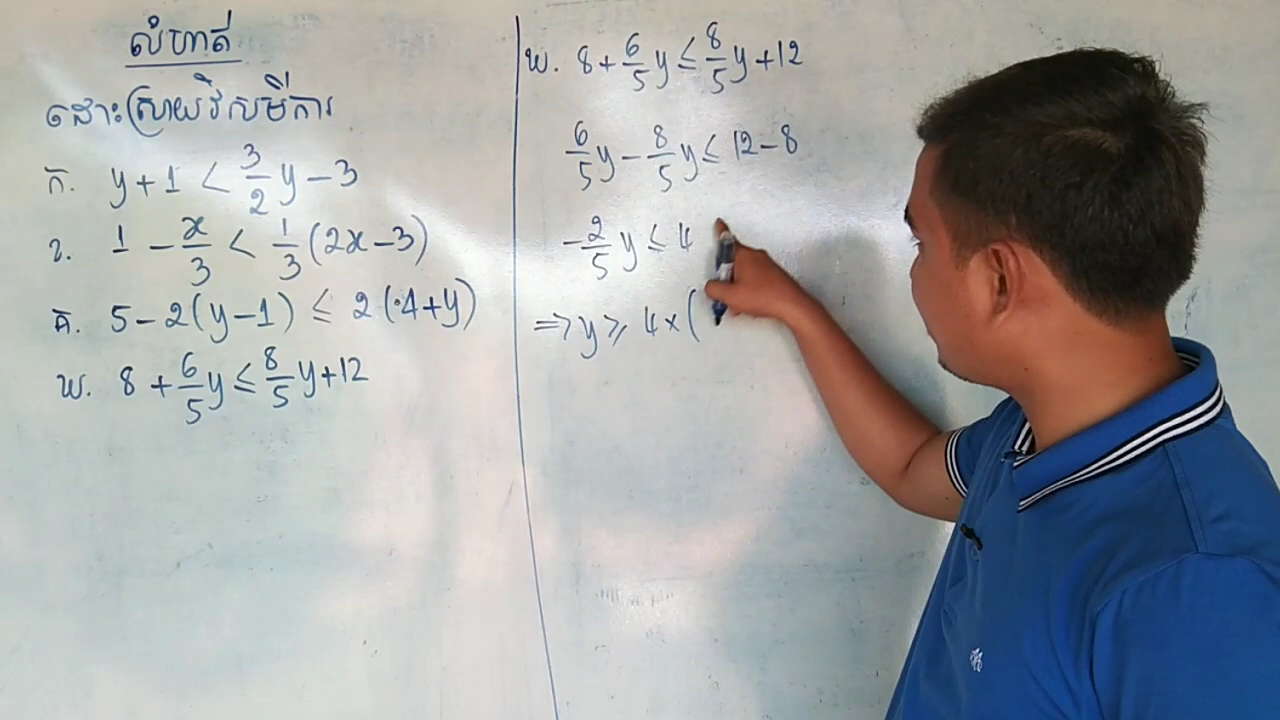 លំហាត់
ដោះស្រាយវិសមីការ
ក. y + 1 < 3/2 y − 3
ខ. 1 − x/3 < 1/3 (2x − 3)
គ. 5 − 2(y − 1) ≤ 2(4 + y)
ឃ. 8 + 6/5 y ≤ 8/5 y + 12
ឃ. 8 + 6/5 y ≤ 8/5 y + 12
6/5 y − 8/5 y ≤ 12 − 8
−2/5 y ≤ 4
⇒ y ≥ 4 × (